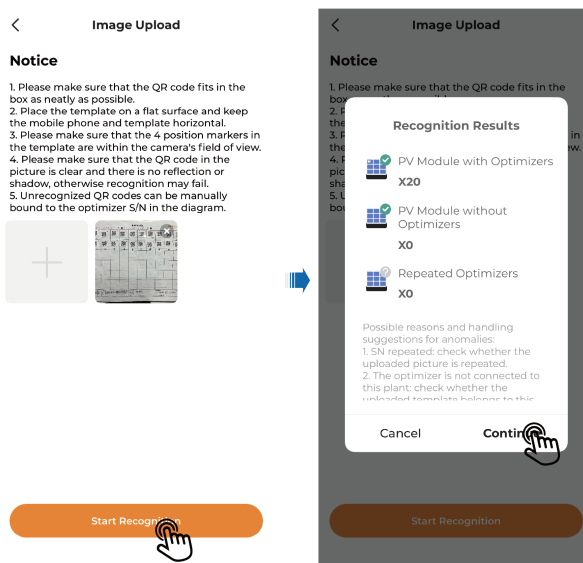 Image Upload
Notice
1. Please make sure that the QR code fits in the
box as neatly as possible.
2. Place the template on a flat surface and keep
the mobile phone and template horizontal.
3. Please make sure that the 4 position markers in
the template are within the camera's field of view.
4. Please make sure that the QR code in the
picture is clear and there is no reflection or
shadow, otherwise recognition may fail.
5. Unrecognized QR codes can be manually
bound to the optimizer S/N in the diagram.
Start Recognition
Image Upload
Notice
1. Please make sure that the QR code fits in the
Recognition Results
PV Module with Optimizers
X20
PV Module without
Optimizers
X0
Repeated Optimizers
X0
Possible reasons and handling
suggestions for anomalies:
1. SN repeated: check whether the
uploaded picture is repeated.
2. The optimizer is not connected to
this plant: check whether the
uploaded template belongs to this
Cancel
Continue
Start Recognition